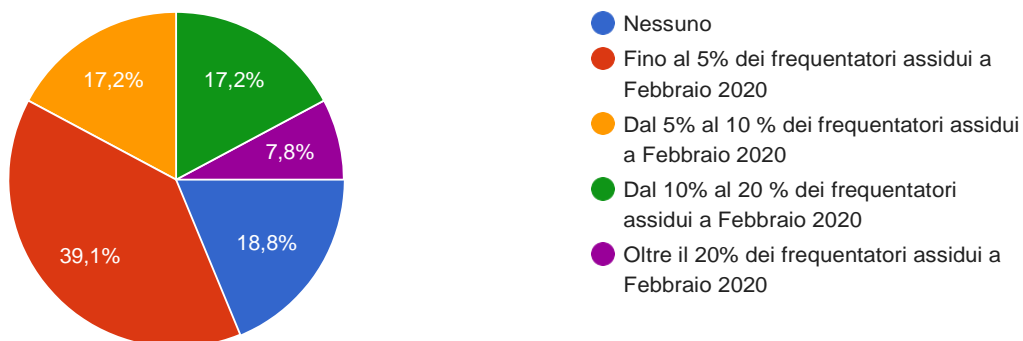 17,2%
17,2%
7,8%
18,8%
39,1%
Nessuno
Fino al 5% dei frequentatori assidui a
Febbraio 2020
Dal 5% al 10 % dei frequentatori assidui
a Febbraio 2020
Dal 10% al 20 % dei frequentatori
assidui a Febbraio 2020
Oltre il 20% dei frequentatori assidui a
Febbraio 2020